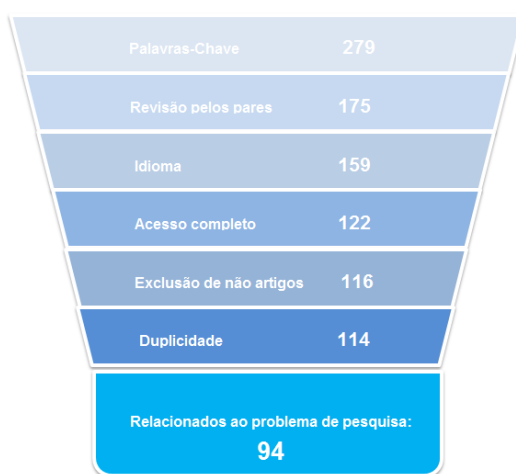 Palavras-Chave 279
Revisão pelos pares 175
Idioma 159
Acesso completo 122
Exclusão de não artigos 116
Duplicidade 114
Relacionados ao problema de pesquisa:
94